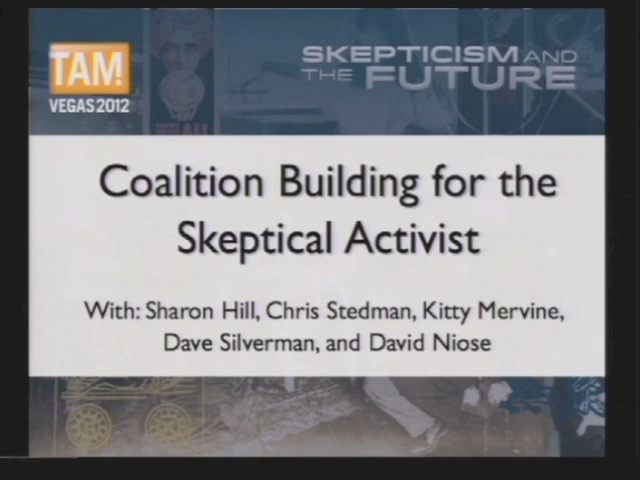 TAM!
VEGAS 2012
SKEPTICISM AND
THE FUTURE
Coalition Building for the
Skeptical Activist
With: Sharon Hill, Chris Stedman, Kitty Mervine,
Dave Silverman, and David Niose